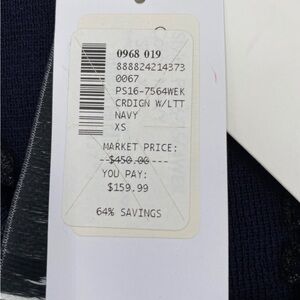 0968 019
888824214373
0067
PS16-7564WEK
CRDIGN W/LTT
NAVY
XS
MARKET PRICE:
--$450.00---
YOU PAY:
$159.99
64% SAVINGS